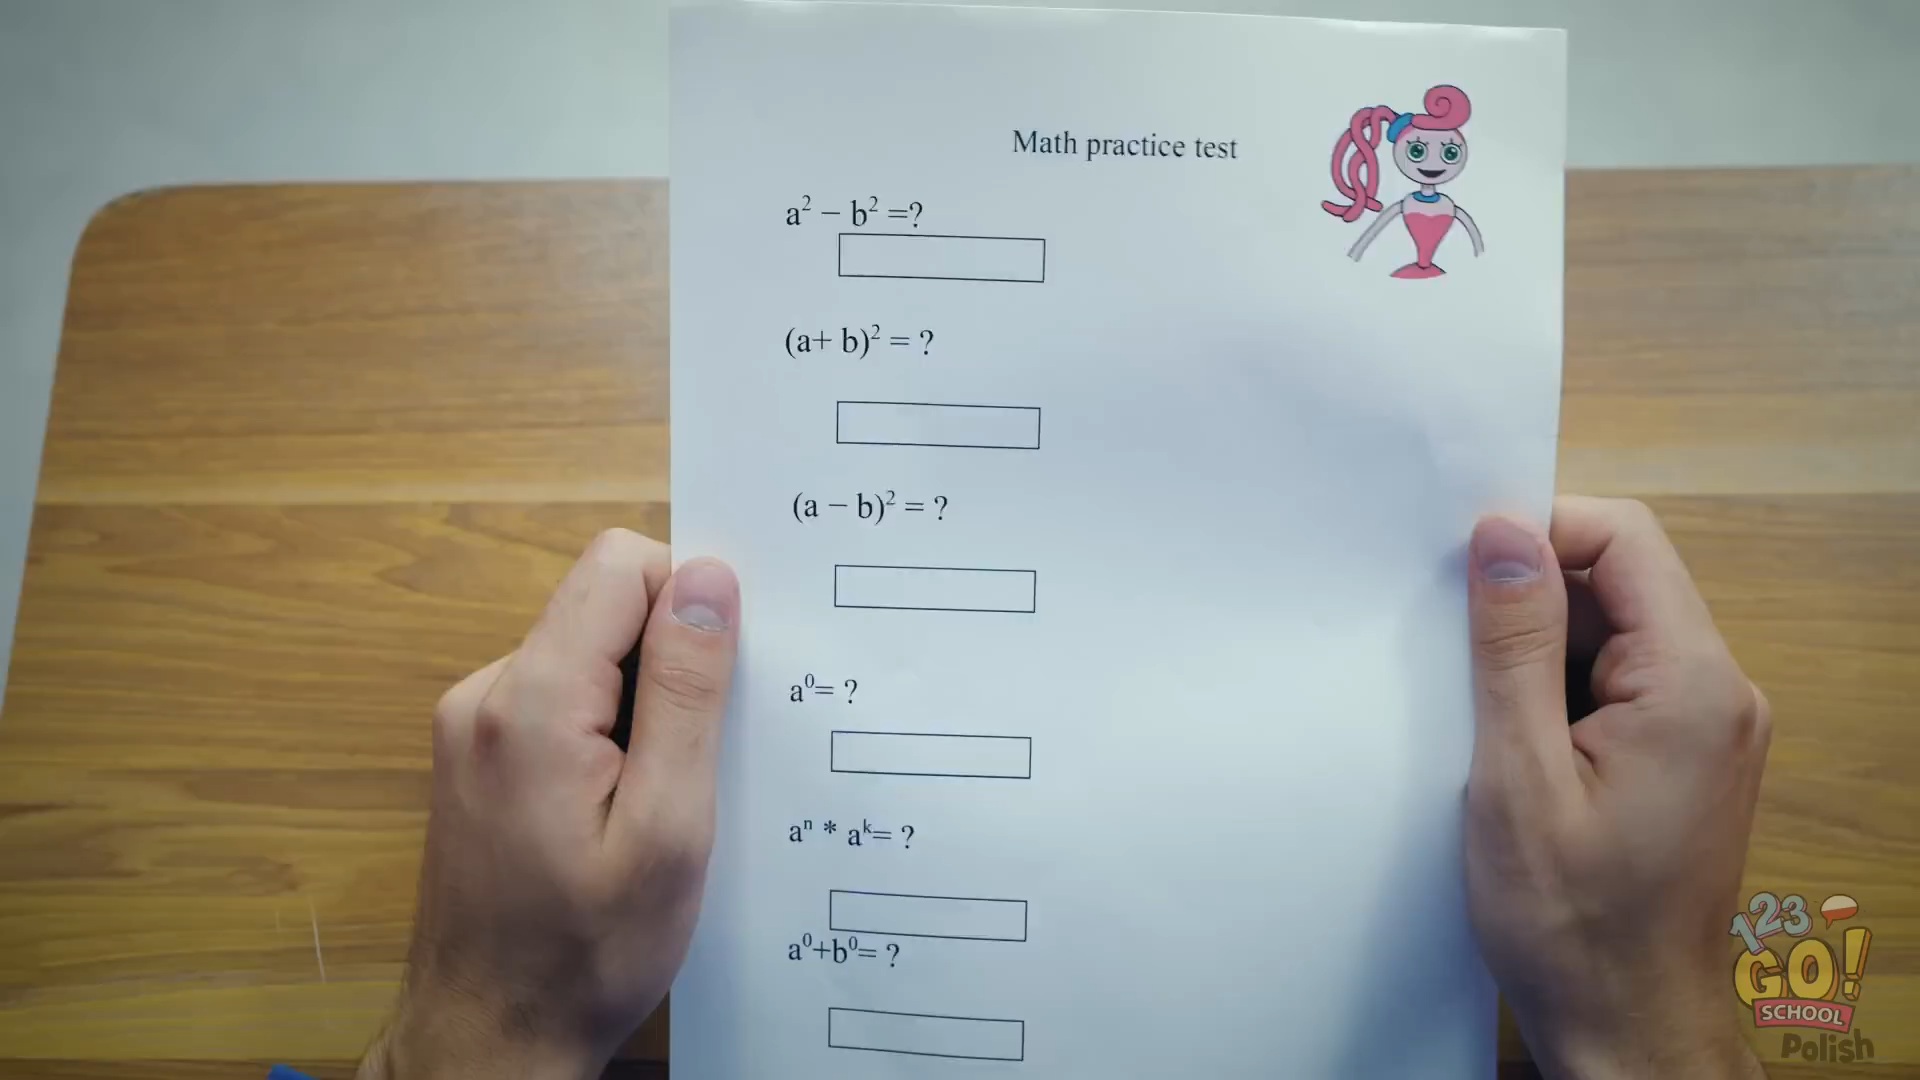 Math practice test
a² – b² =?
(a+ b)² = ?
(a – b)² = ?
a⁰= ?
aⁿ * aᵏ= ?
a⁰+b⁰= ?
123
GO!
SCHOOL
Polish